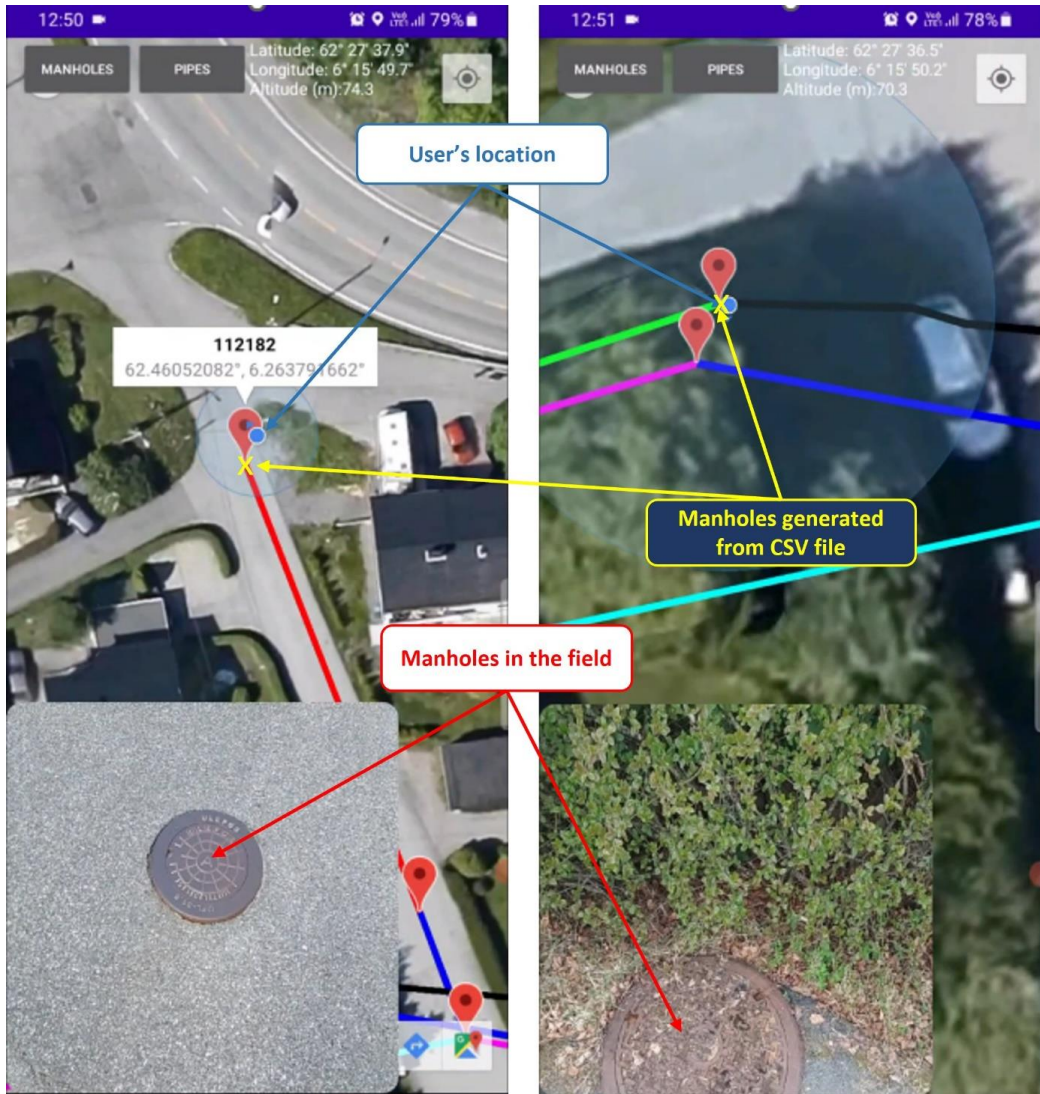 12:50
79%
MANHOLES
PIPES
Latitude: 62° 27' 37.9"
Longitude: 6° 15' 49.7"
Altitude (m):74.3
12:51
78%
MANHOLES
PIPES
Latitude: 62° 27' 36.5"
Longitude: 6° 15' 50.2"
Altitude (m):70.3
User's location
112182
62.46052082°, 6.263791662°
X
X
Manholes generated
from CSV file
Manholes in the field